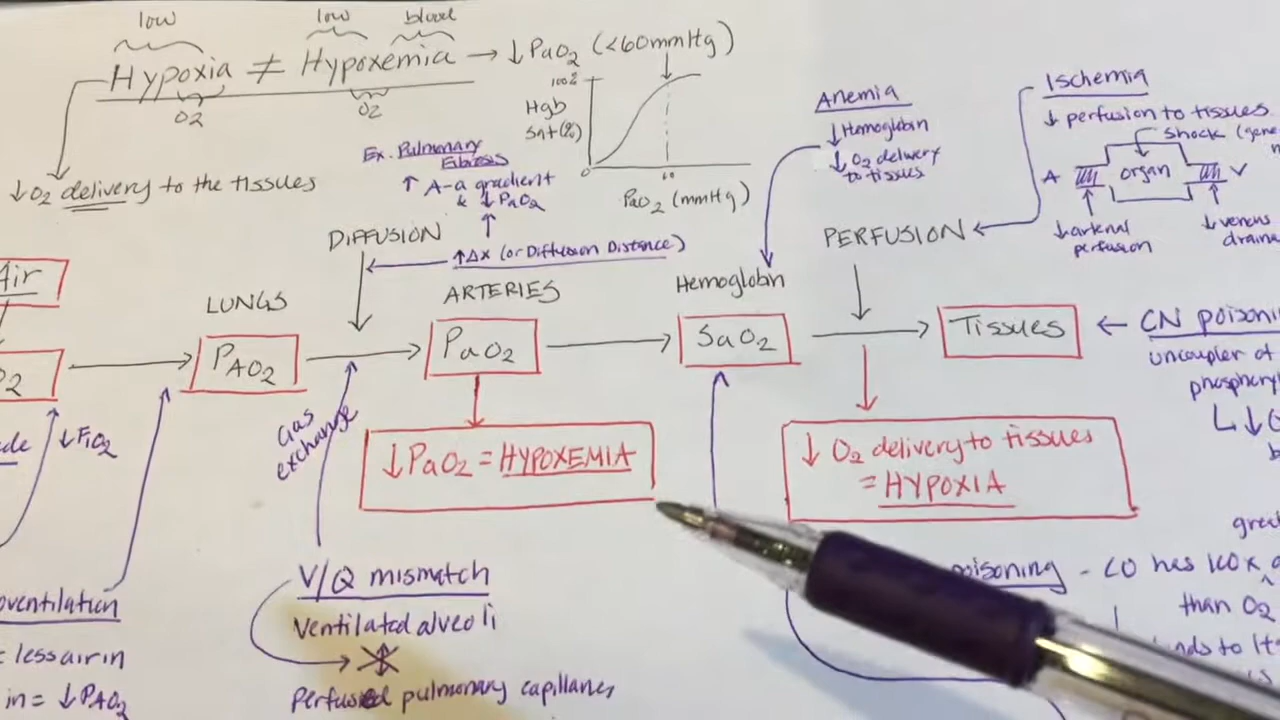 low low blood
Hypoxia ≠ Hypoxemia → ↓ PaO2 (<60mmHg)
O2 O2
↓O2 delivery to the tissues
100%
Hgb
Sat(%)
0 60
PaO2 (mmHg)
Ex. Pulmonary
Fibrosis
↑ A-a gradient
& ↓ PaO2
↑
↑Δx (or Diffusion Distance)
DIFFUSION
Anemia
↓Hemoglobin
↓ O2 delivery
to tissues
Ischemia
↓ perfusion to tissues
Shock
A organ V
↓arterial
perfusion
↓venous
PERFUSION
Air
LUNGS
ARTERIES
Hemoglobin
PAO2
PaO2
SaO2
Tissues
← CN
uncoupler of
↓FiO2
Gas
exchange
↓PaO2 = HYPOXEMIA
↓ O2 delivery to tissues
= HYPOXIA
V/Q mismatch
Ventilated alveoli
Perfused pulmonary capillaries
less air in
in = ↓PAO2
poisoning - CO has 100x
than O2